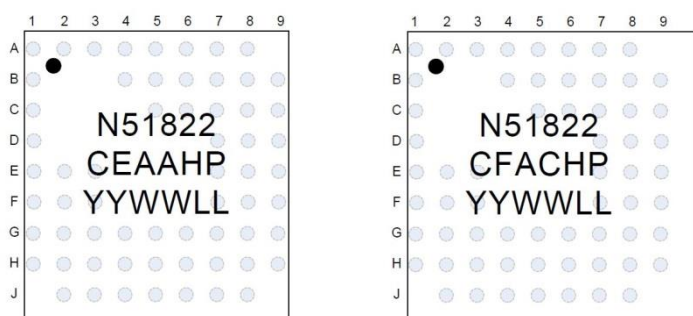 1 2 3 4 5 6 7 8 9
A
B
C
D
E
F
G
H
J
N51822
CEAAHP
YYWWLL
1 2 3 4 5 6 7 8 9
A
B
C
D
E
F
G
H
J
N51822
CFACHP
YYWWLL